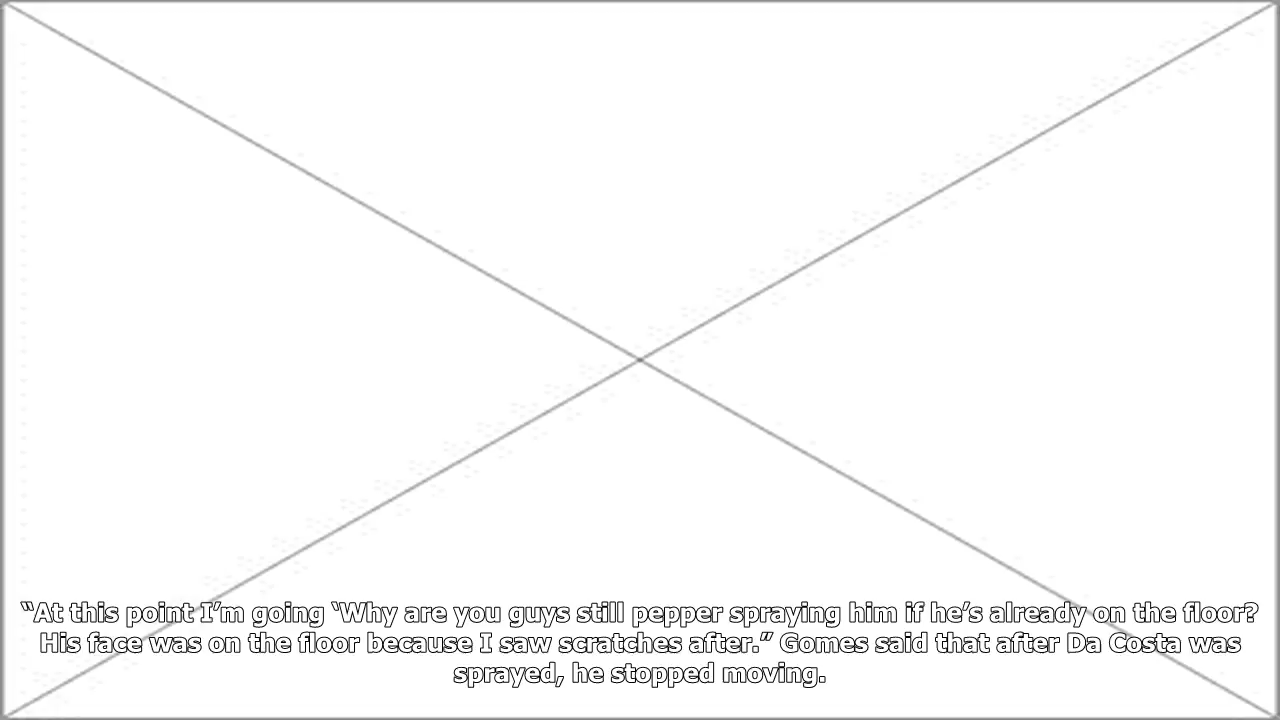 “At this point I’m going ‘Why are you guys still pepper spraying him if he’s already on the floor?
His face was on the floor because I saw scratches after.” Gomes said that after Da Costa was
sprayed, he stopped moving.